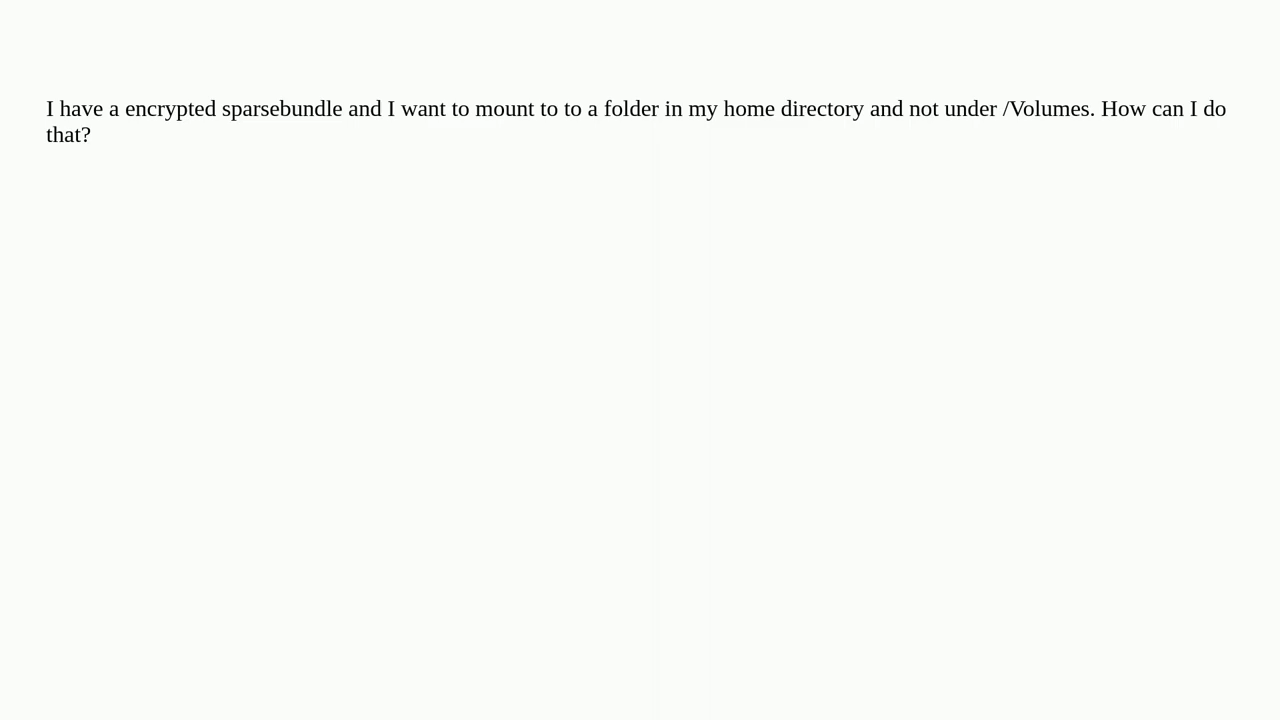 I have a encrypted sparsebundle and I want to mount to to a folder in my home directory and not under /Volumes. How can I do
that?